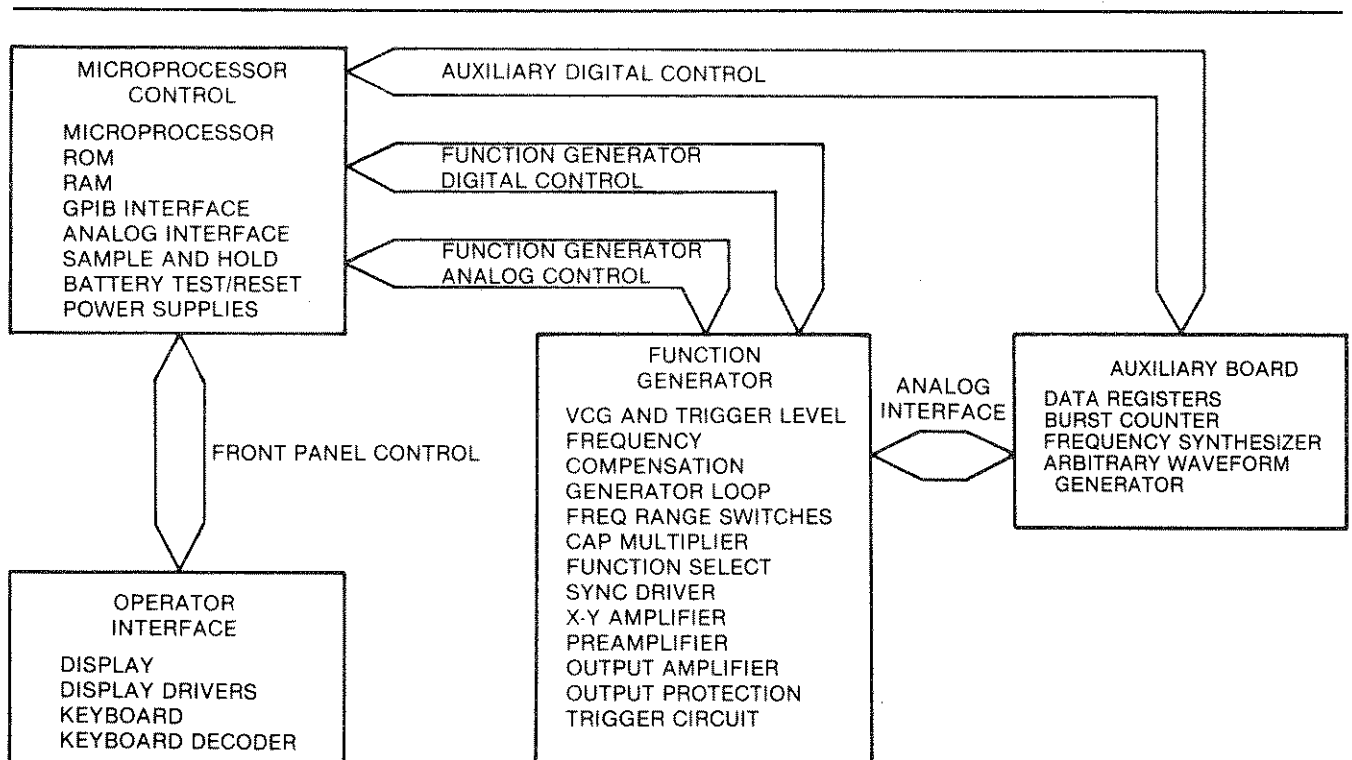 MICROPROCESSOR
CONTROL
MICROPROCESSOR
ROM
RAM
GPIB INTERFACE
ANALOG INTERFACE
SAMPLE AND HOLD
BATTERY TEST/RESET
POWER SUPPLIES
AUXILIARY DIGITAL CONTROL
FUNCTION GENERATOR
DIGITAL CONTROL
FUNCTION GENERATOR
ANALOG CONTROL
FRONT PANEL CONTROL
OPERATOR
INTERFACE
DISPLAY
DISPLAY DRIVERS
KEYBOARD
KEYBOARD DECODER
FUNCTION
GENERATOR
VCG AND TRIGGER LEVEL
FREQUENCY
COMPENSATION
GENERATOR LOOP
FREQ RANGE SWITCHES
CAP MULTIPLIER
FUNCTION SELECT
SYNC DRIVER
X-Y AMPLIFIER
PREAMPLIFIER
OUTPUT AMPLIFIER
OUTPUT PROTECTION
TRIGGER CIRCUIT
ANALOG
INTERFACE
AUXILIARY BOARD
DATA REGISTERS
BURST COUNTER
FREQUENCY SYNTHESIZER
ARBITRARY WAVEFORM
GENERATOR